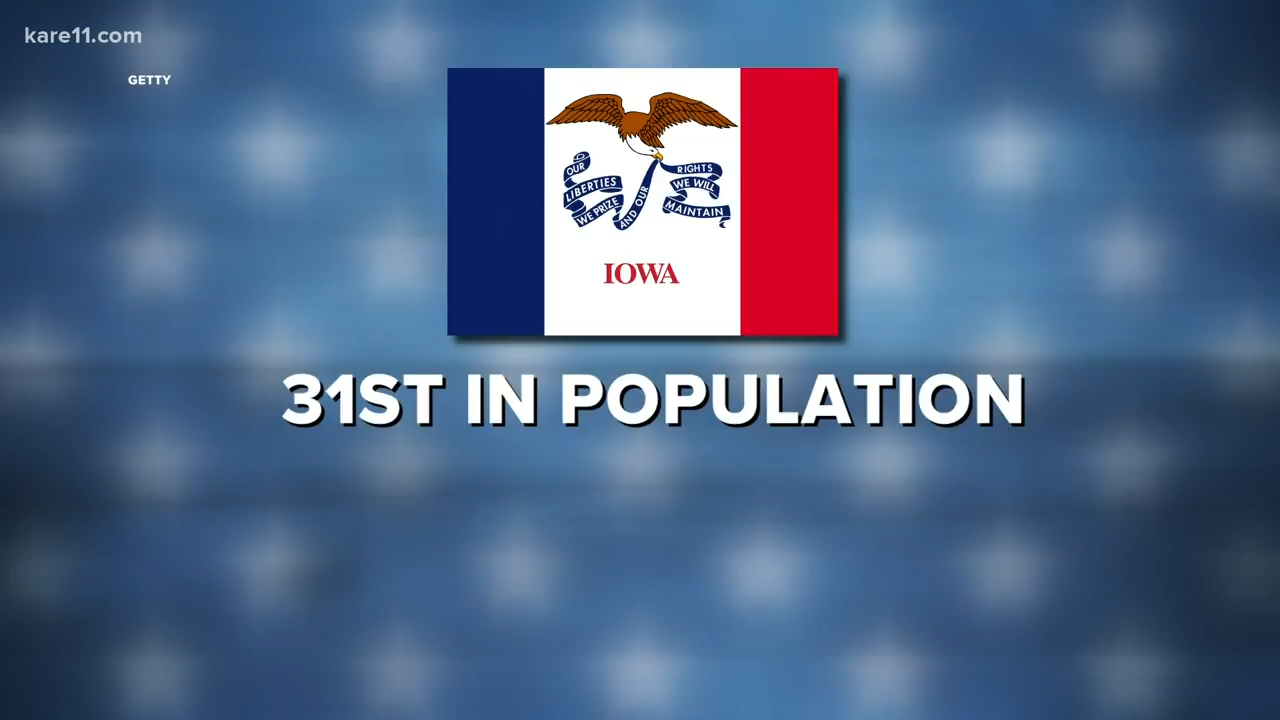 kare11.com
GETTY
OUR
LIBERTIES
WE PRIZE
AND OUR
RIGHTS
WE WILL
MAINTAIN
IOWA
31ST IN POPULATION